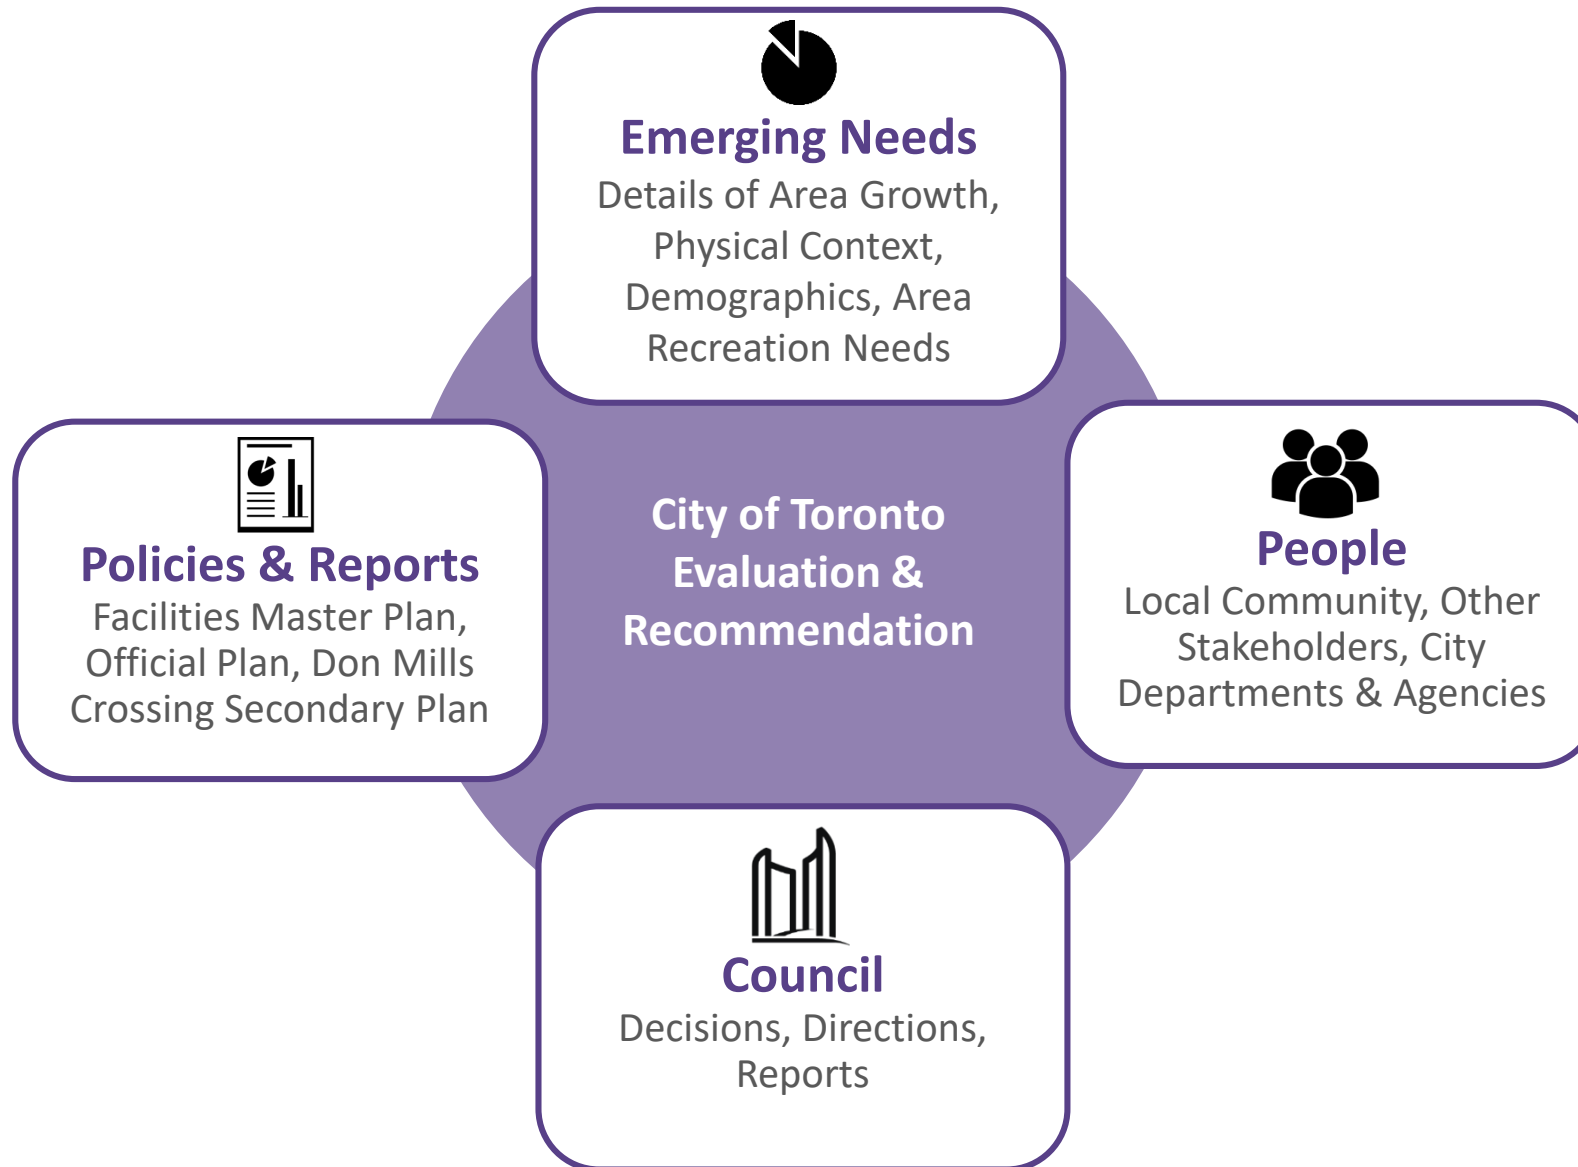 Emerging Needs
Details of Area Growth,
Physical Context,
Demographics, Area
Recreation Needs
Policies & Reports
Facilities Master Plan,
Official Plan, Don Mills
Crossing Secondary Plan
City of Toronto
Evaluation &
Recommendation
People
Local Community, Other
Stakeholders, City
Departments & Agencies
Council
Decisions, Directions,
Reports